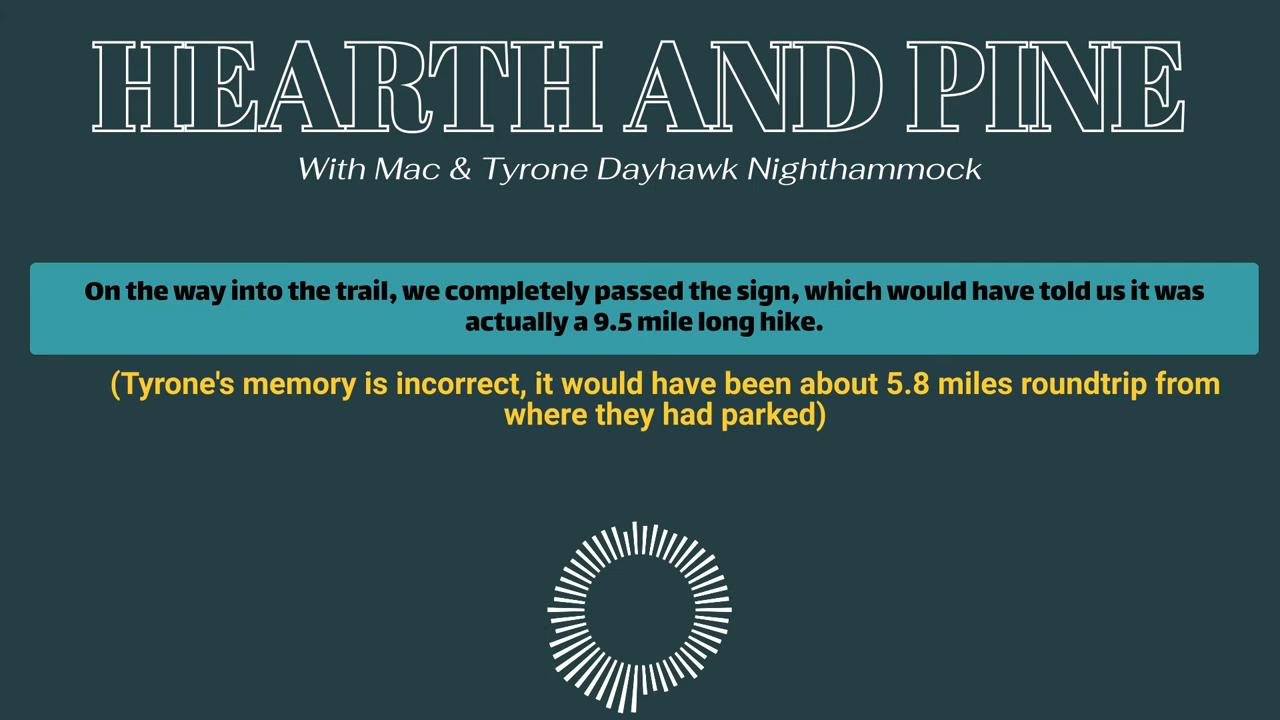 HEARTH AND PINE
With Mac & Tyrone Dayhawk Nighthammock
On the way into the trail, we completely passed the sign, which would have told us it was
actually a 9.5 mile long hike.
(Tyrone's memory is incorrect, it would have been about 5.8 miles roundtrip from
where they had parked)